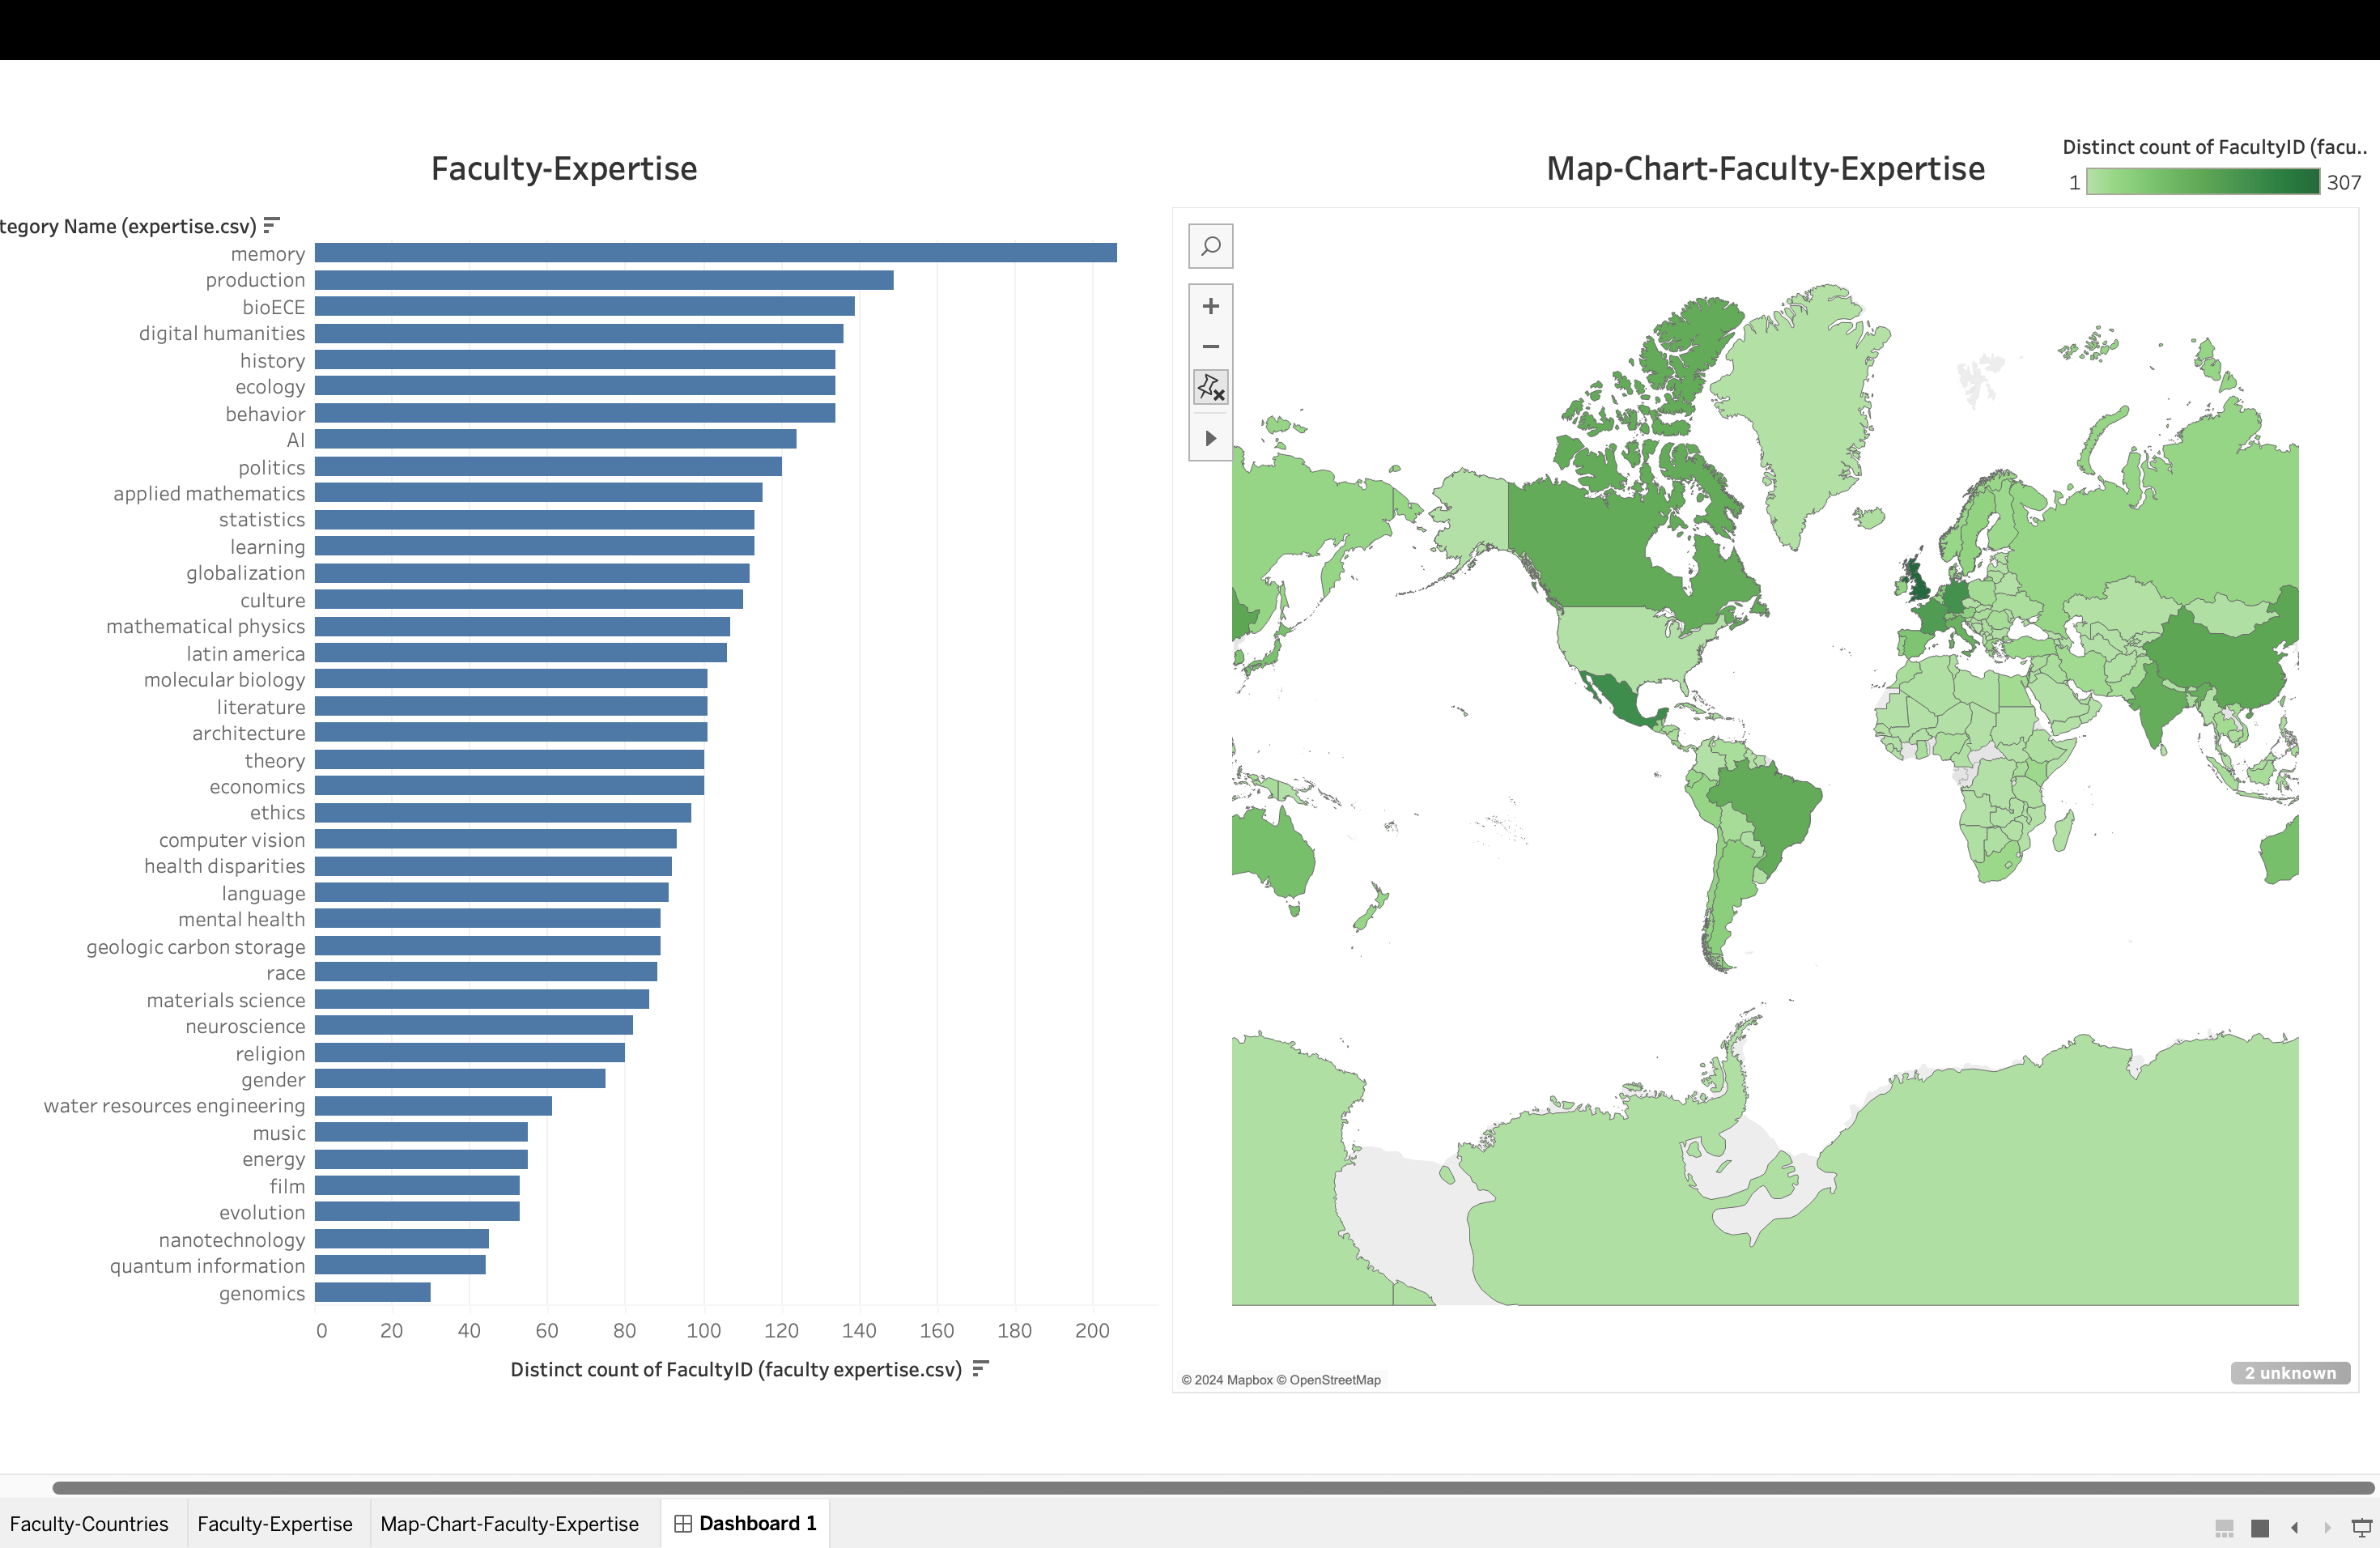 Faculty-Expertise
tegory Name (expertise.csv)
memory
production
bioECE
digital humanities
history
ecology
behavior
AI
politics
applied mathematics
statistics
learning
globalization
culture
mathematical physics
latin america
molecular biology
literature
architecture
theory
economics
ethics
computer vision
health disparities
language
mental health
geologic carbon storage
race
materials science
neuroscience
religion
gender
water resources engineering
music
energy
film
evolution
nanotechnology
quantum information
genomics
0 20 40 60 80 100 120 140 160 180 200
Distinct count of FacultyID (faculty expertise.csv)
Map-Chart-Faculty-Expertise
Distinct count of FacultyID (facu..
1 307
© 2024 Mapbox © OpenStreetMap
2 unknown
Faculty-Countries Faculty-Expertise Map-Chart-Faculty-Expertise Dashboard 1